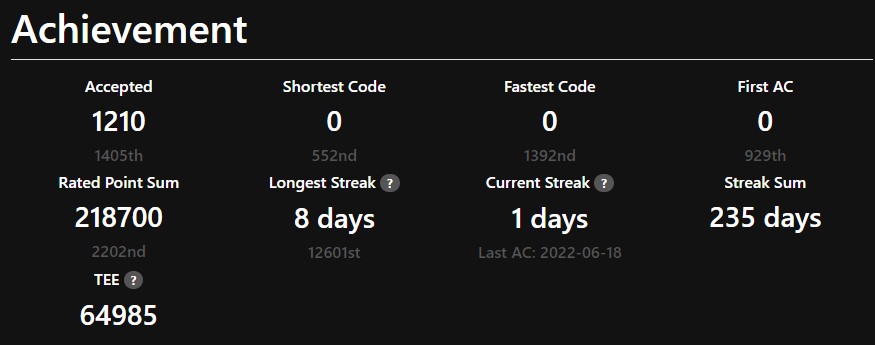 Achievement
Accepted Shortest Code Fastest Code First AC
1210 0 0 0
1405th 552nd 1392nd 929th
Rated Point Sum Longest Streak ? Current Streak ? Streak Sum
218700 8 days 1 days 235 days
2202nd 12601st Last AC: 2022-06-18
TEE ?
64985